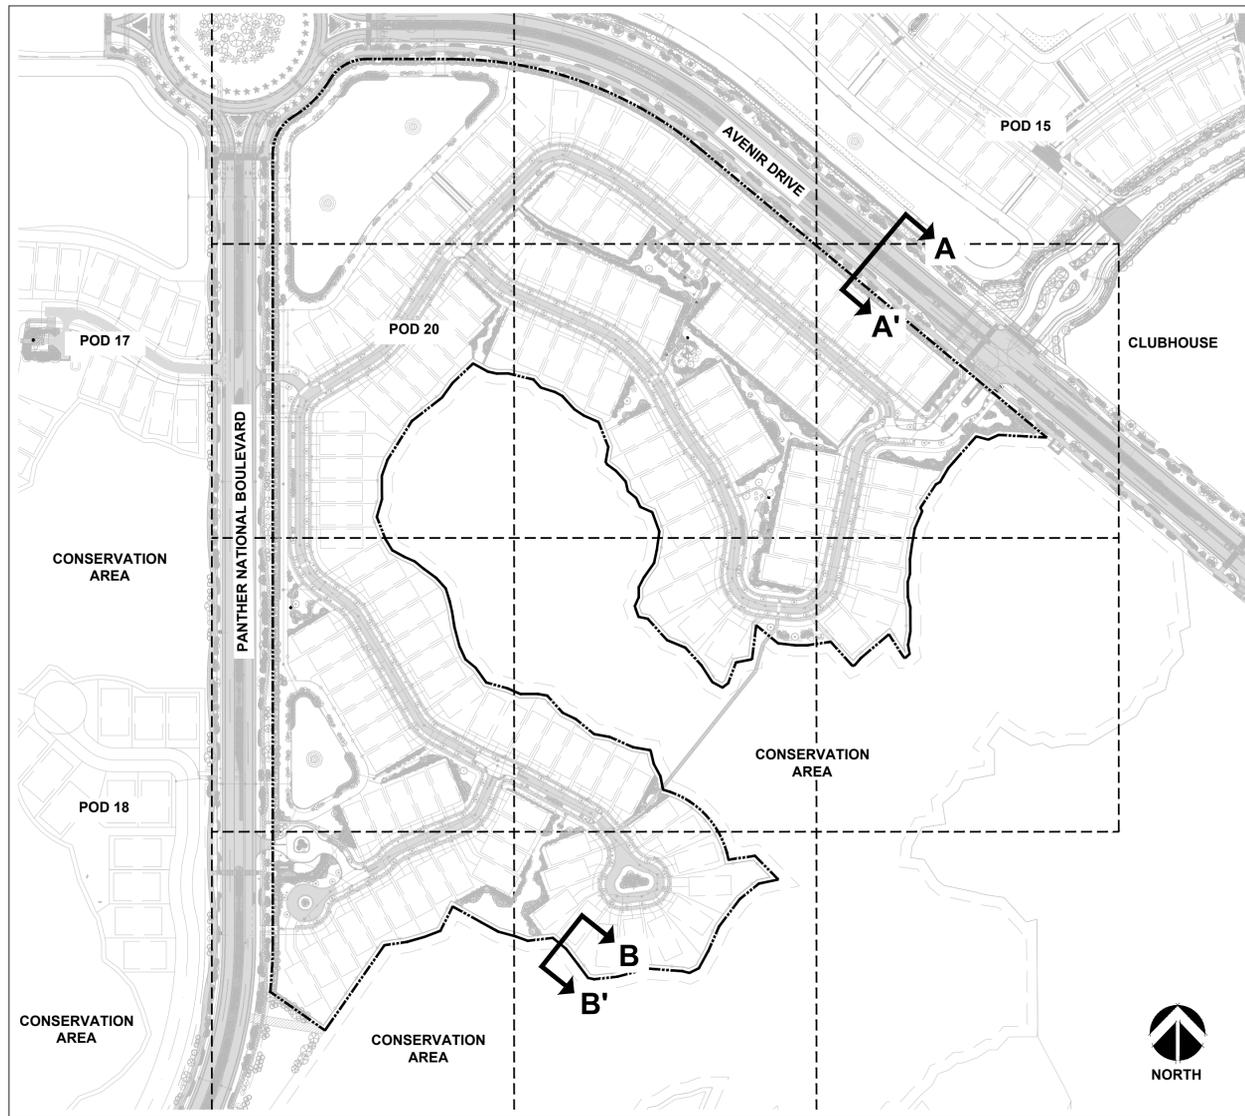 POD 15
AVENIR DRIVE
A
A'
POD 17
POD 20
CLUBHOUSE
PANTHER NATIONAL BOULEVARD
CONSERVATION
AREA
CONSERVATION
AREA
POD 18
B
B'
CONSERVATION
AREA
CONSERVATION
AREA
NORTH